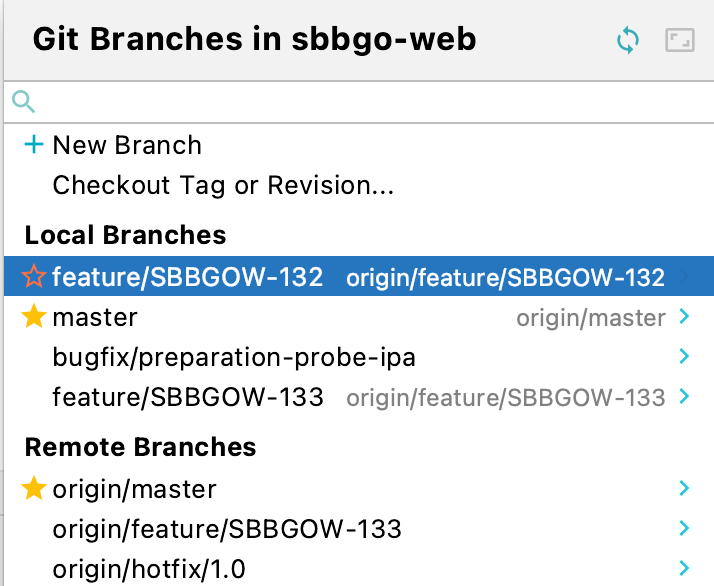 Git Branches in sbbgo-web
New Branch
Checkout Tag or Revision...
Local Branches
feature/SBBGOW-132 origin/feature/SBBGOW-132
master origin/master
bugfix/preparation-probe-ipa
feature/SBBGOW-133 origin/feature/SBBGOW-133
Remote Branches
origin/master
origin/feature/SBBGOW-133
origin/hotfix/1.0